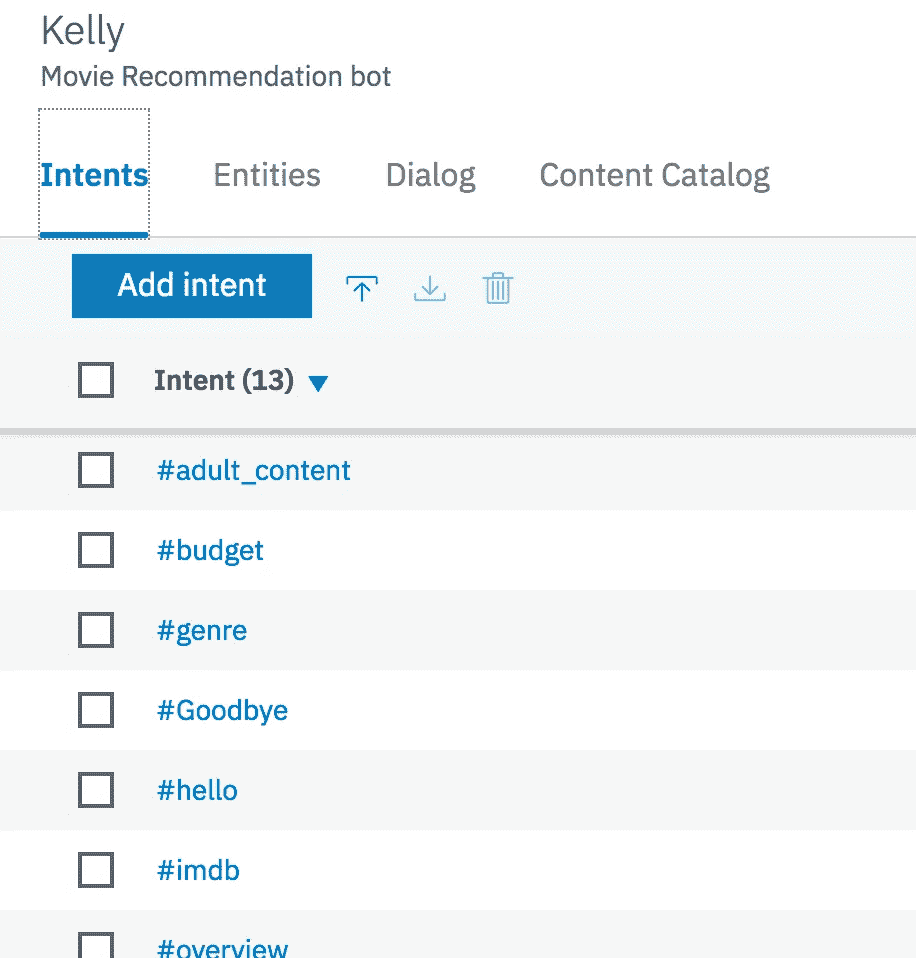 Kelly
Movie Recommendation bot
Intents Entities Dialog Content Catalog
Add intent
Intent (13)
#adult_content
#budget
#genre
#Goodbye
#hello
#imdb
#overview